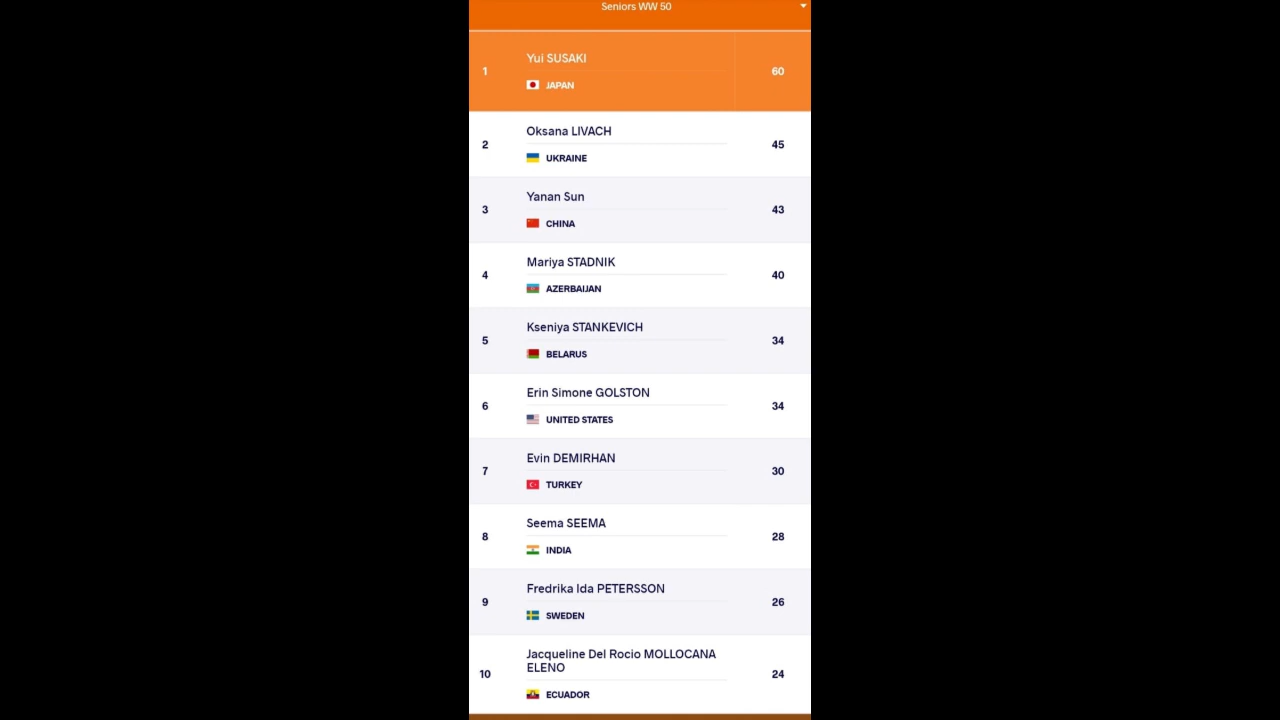 Seniors WW 50
1
Yui SUSAKI
JAPAN
60
2
Oksana LIVACH
UKRAINE
45
3
Yanan Sun
CHINA
43
4
Mariya STADNIK
AZERBAIJAN
40
5
Kseniya STANKEVICH
BELARUS
34
6
Erin Simone GOLSTON
UNITED STATES
34
7
Evin DEMIRHAN
TURKEY
30
8
Seema SEEMA
INDIA
28
9
Fredrika Ida PETERSSON
SWEDEN
26
10
Jacqueline Del Rocio MOLLOCANA
ELENO
ECUADOR
24